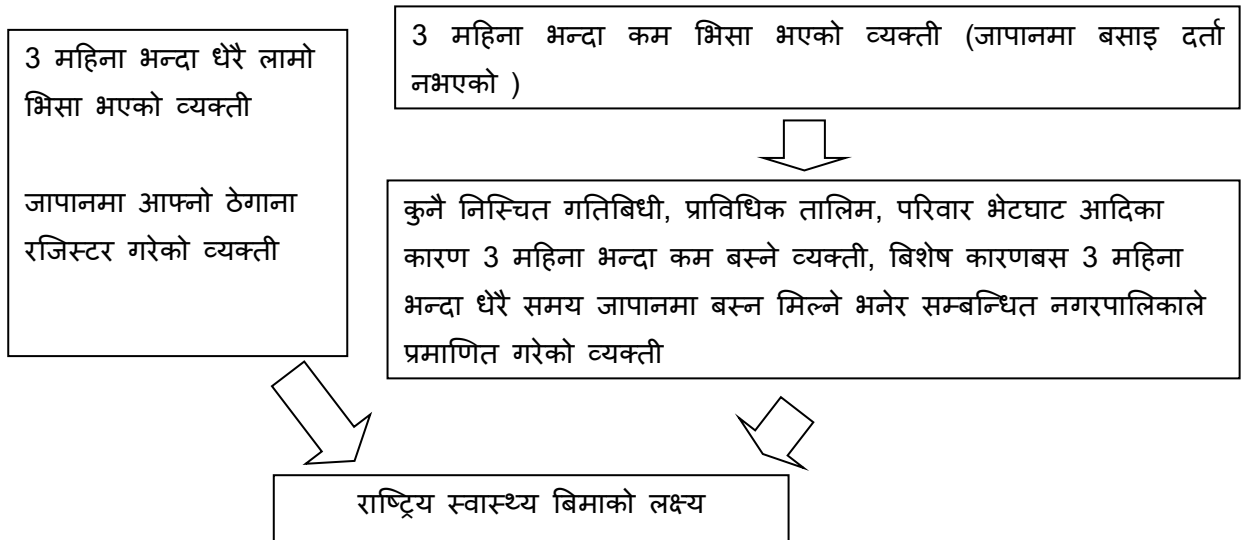 3 महिना भन्दा धेरै लामो
भिसा भएको व्यक्ती
जापानमा आफ्नो ठेगाना
रजिस्टर गरेको व्यक्ती
3 महिना भन्दा कम भिसा भएको व्यक्ती (जापानमा बसाइ दर्ता
नभएको )
कुनै निस्चित गतिबिधी, प्राविधिक तालिम, परिवार भेटघाट आदिका
कारण 3 महिना भन्दा कम बस्ने व्यक्ती, बिशेष कारणबस 3 महिना
भन्दा धेरै समय जापानमा बस्न मिल्ने भनेर सम्बन्धित नगरपालिकाले
प्रमाणित गरेको व्यक्ती
राष्ट्रिय स्वास्थ्य बिमाको लक्ष्य